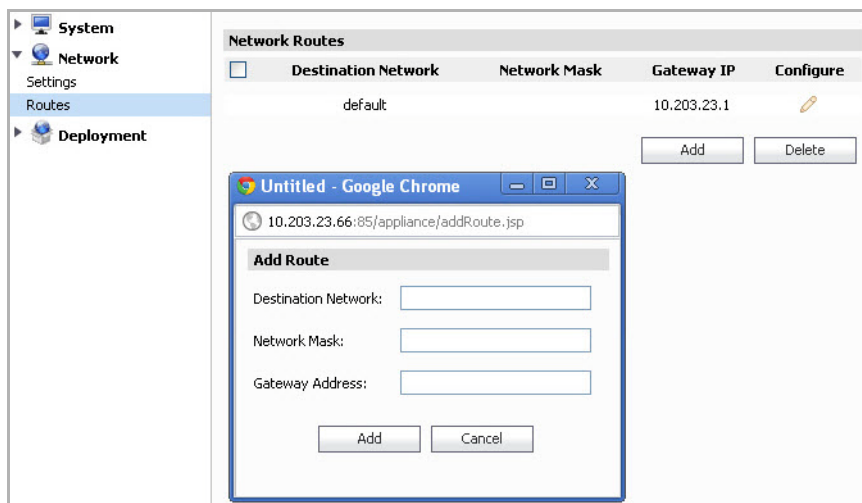 System
Network
Settings
Routes
Deployment
Network Routes
Destination Network Network Mask Gateway IP Configure
default 10.203.23.1
Add Delete
Untitled - Google Chrome
10.203.23.66:85/appliance/addRoute.jsp
Add Route
Destination Network:
Network Mask:
Gateway Address:
Add Cancel